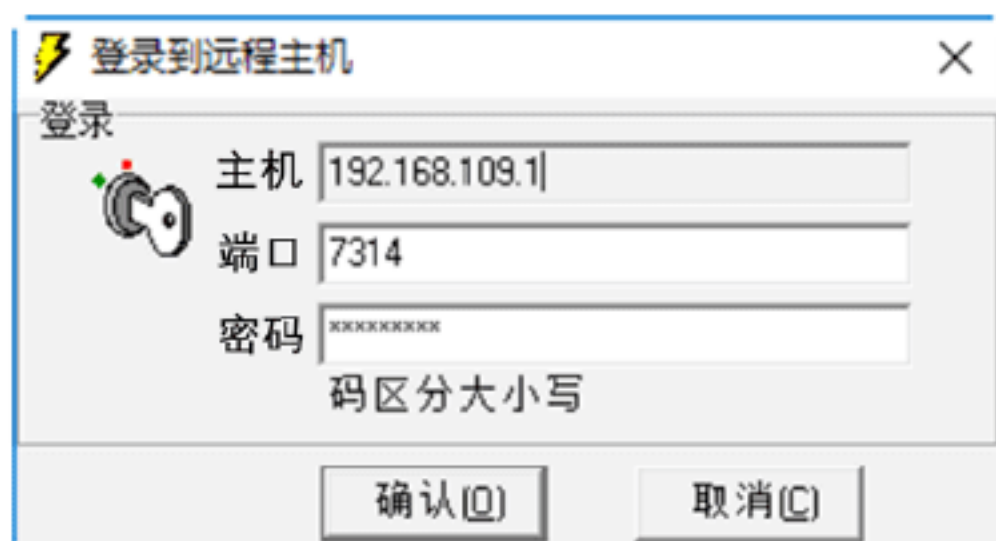 登录到远程主机
登录
主机 192.168.109.1
端口 7314
密码 *********
码区分大小写
确认(O) 取消(C)